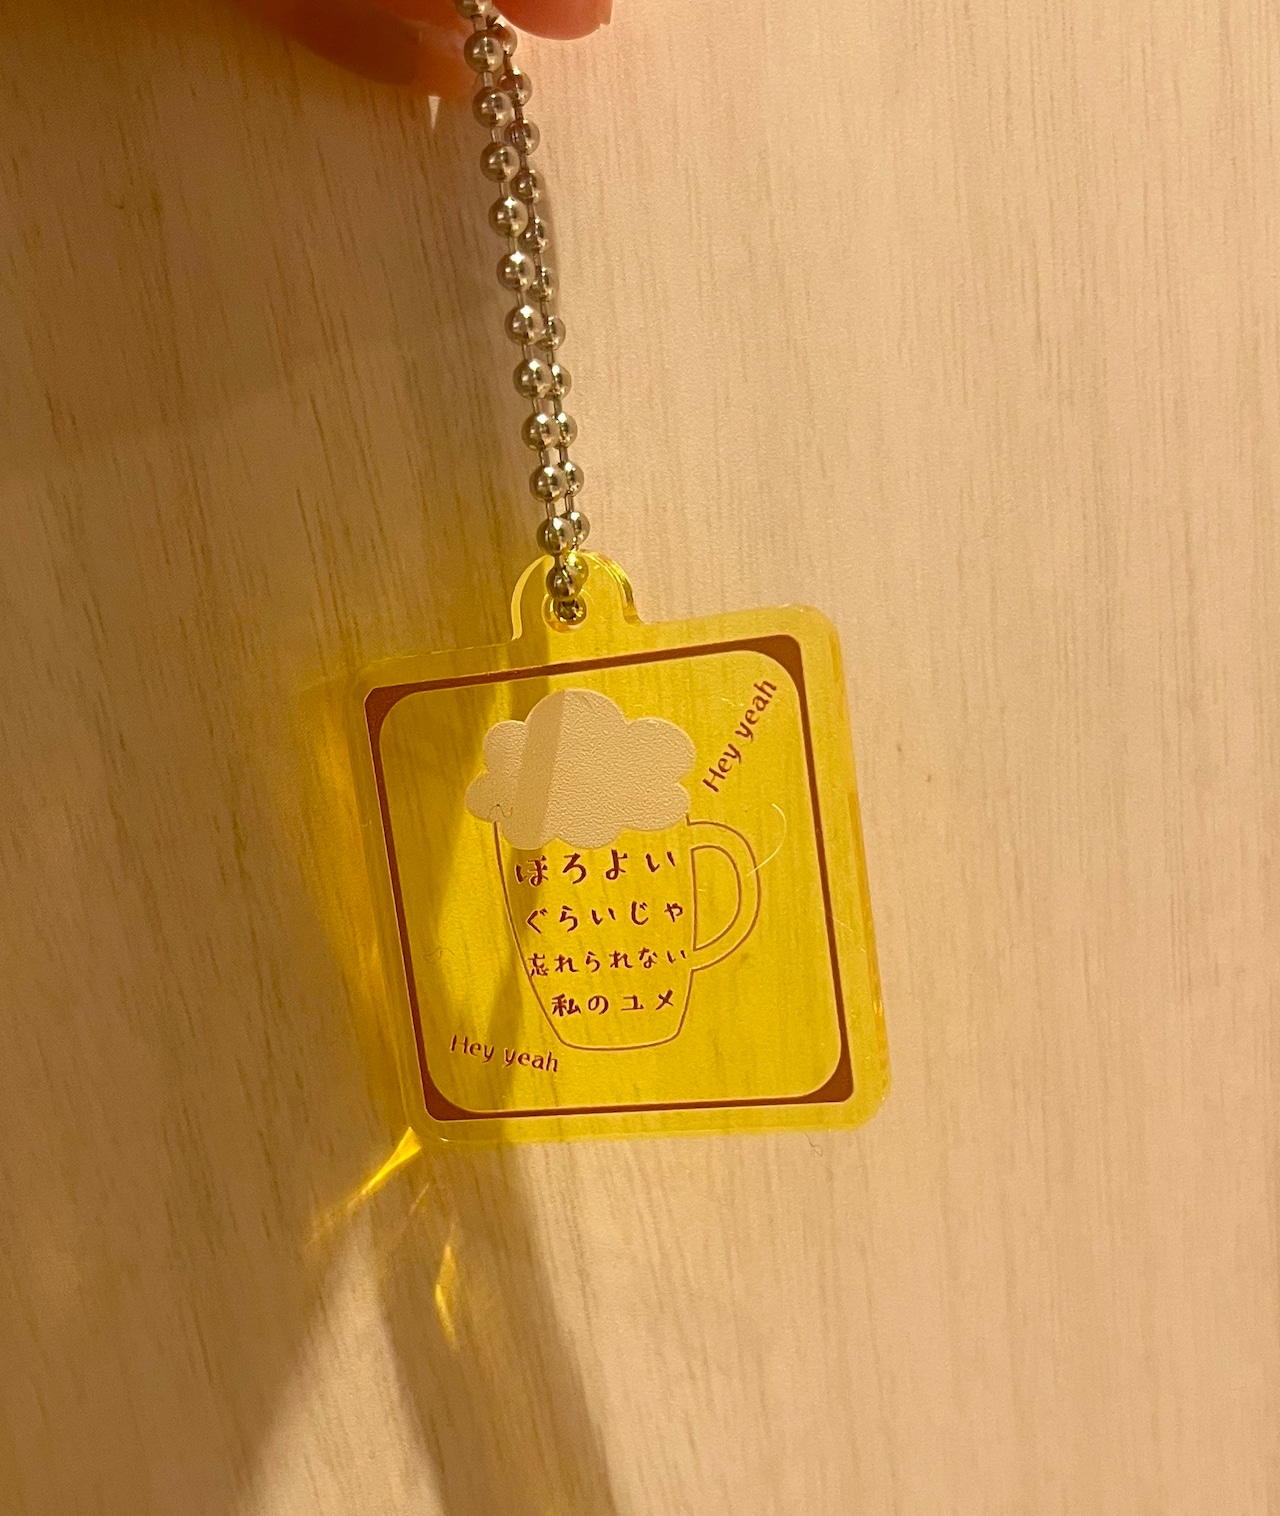 Hey yeah
ほろよい
ぐらいじゃ
忘れられない
私のユメ
Hey yeah